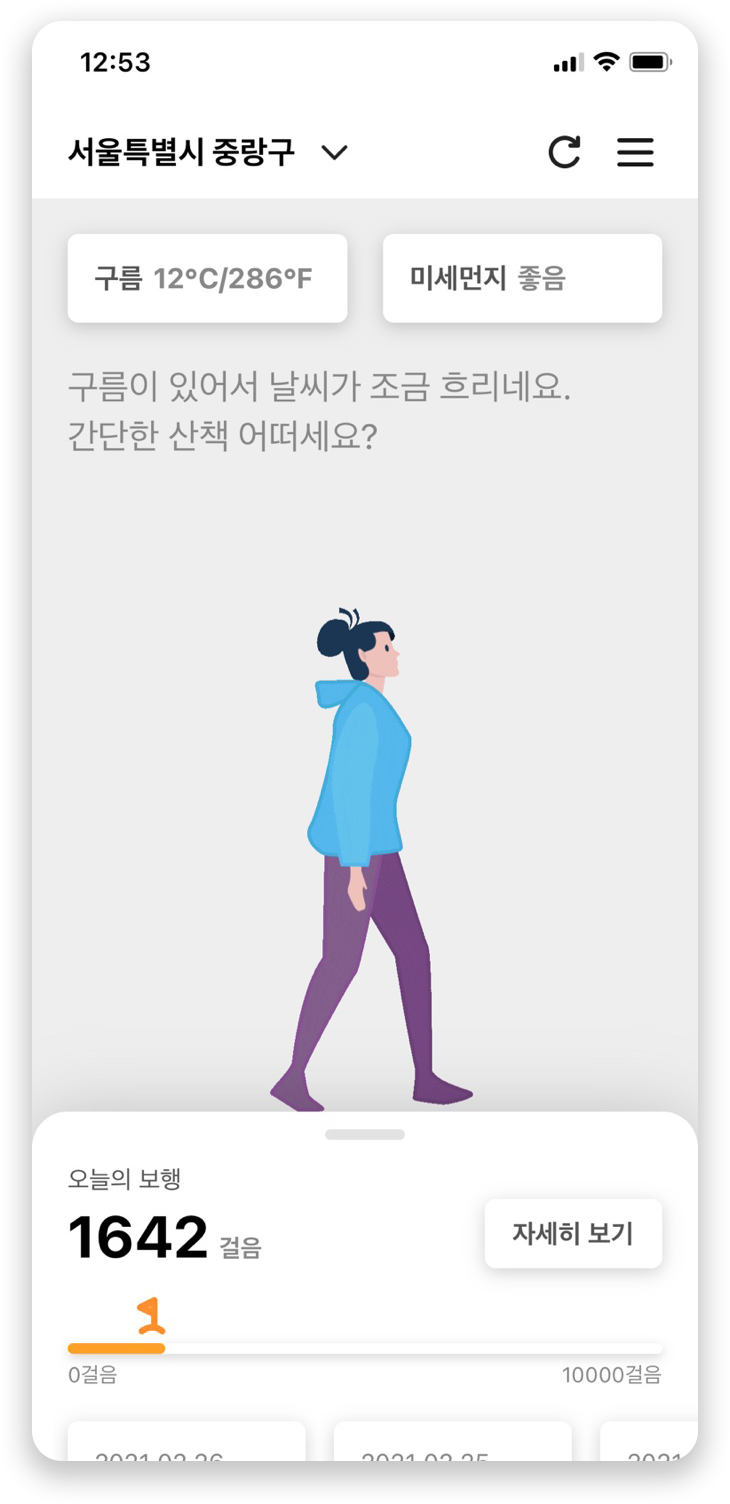 12:53
서울특별시 중랑구
구름 12°C/286°F
미세먼지 좋음
구름이 있어서 날씨가 조금 흐리네요.
간단한 산책 어떠세요?
오늘의 보행
1642 걸음
자세히 보기
0걸음
10000걸음